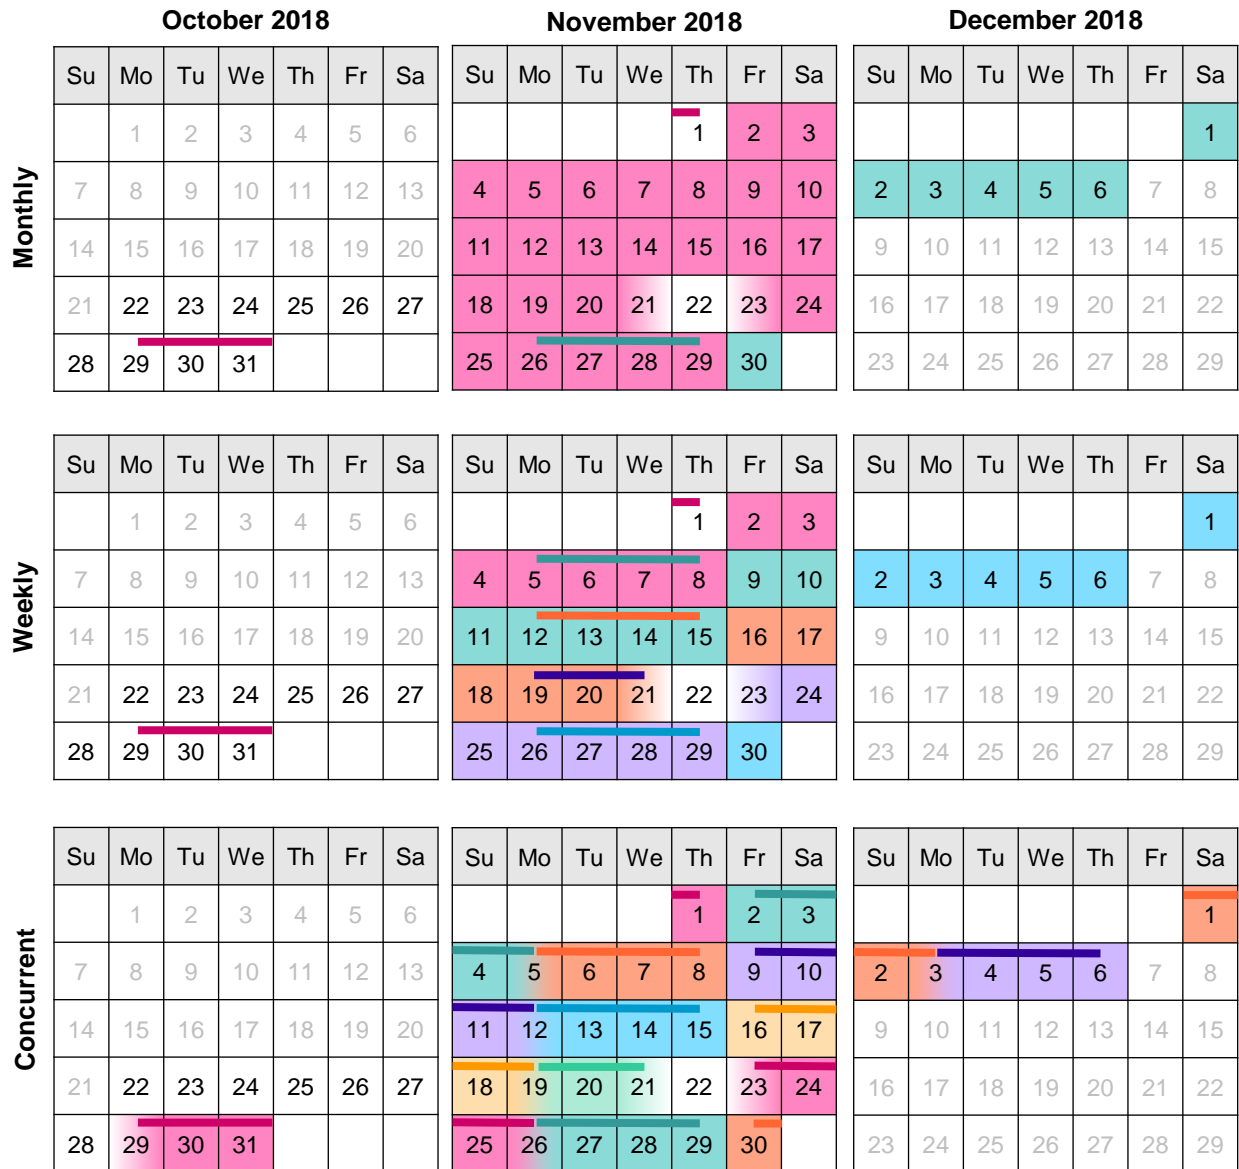 October 2018 November 2018 December 2018
Monthly
Su Mo Tu We Th Fr Sa Su Mo Tu We Th Fr Sa Su Mo Tu We Th Fr Sa
1 2 3 4 5 6 1 2 3 1
7 8 9 10 11 12 13 4 5 6 7 8 9 10 2 3 4 5 6 7 8
14 15 16 17 18 19 20 11 12 13 14 15 16 17 9 10 11 12 13 14 15
21 22 23 24 25 26 27 18 19 20 21 22 23 24 16 17 18 19 20 21 22
28 29 30 31 25 26 27 28 29 30 23 24 25 26 27 28 29
Weekly
Su Mo Tu We Th Fr Sa Su Mo Tu We Th Fr Sa Su Mo Tu We Th Fr Sa
1 2 3 4 5 6 1 2 3 1
7 8 9 10 11 12 13 4 5 6 7 8 9 10 2 3 4 5 6 7 8
14 15 16 17 18 19 20 11 12 13 14 15 16 17 9 10 11 12 13 14 15
21 22 23 24 25 26 27 18 19 20 21 22 23 24 16 17 18 19 20 21 22
28 29 30 31 25 26 27 28 29 30 23 24 25 26 27 28 29
Concurrent
Su Mo Tu We Th Fr Sa Su Mo Tu We Th Fr Sa Su Mo Tu We Th Fr Sa
1 2 3 4 5 6 1 2 3 1
7 8 9 10 11 12 13 4 5 6 7 8 9 10 2 3 4 5 6 7 8
14 15 16 17 18 19 20 11 12 13 14 15 16 17 9 10 11 12 13 14 15
21 22 23 24 25 26 27 18 19 20 21 22 23 24 16 17 18 19 20 21 22
28 29 30 31 25 26 27 28 29 30 23 24 25 26 27 28 29